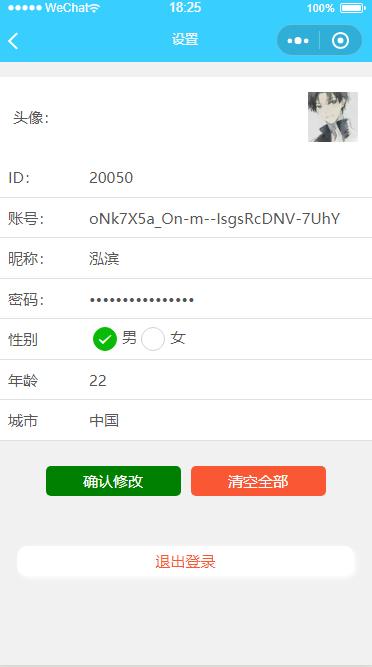 WeChat 18:25 100%
设置
头像:
ID: 20050
账号: oNk7X5a_On-m--IsgsRcDNV-7UhY
昵称: 泓滨
密码: ••••••••••••••••
性别 男 女
年龄 22
城市 中国
确认修改 清空全部
退出登录